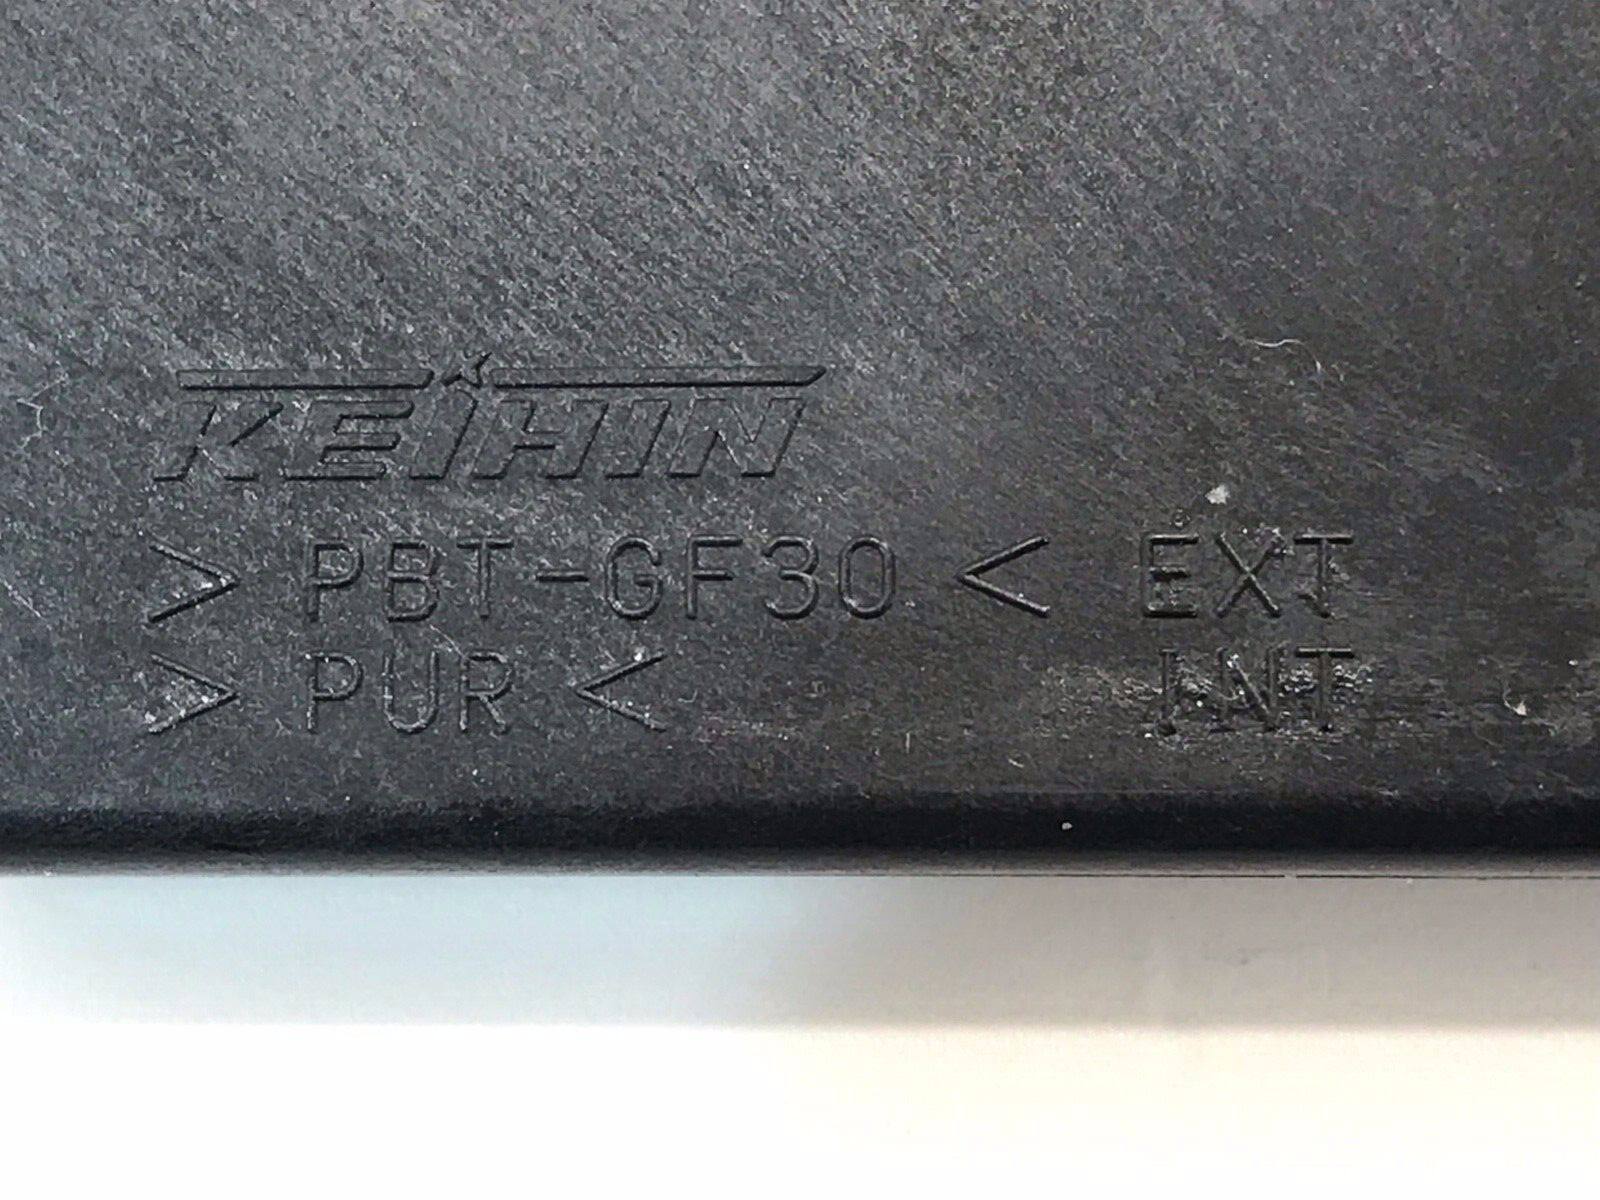 KEIHIN
> PBT-GF30 < EXT
> PUR < INT